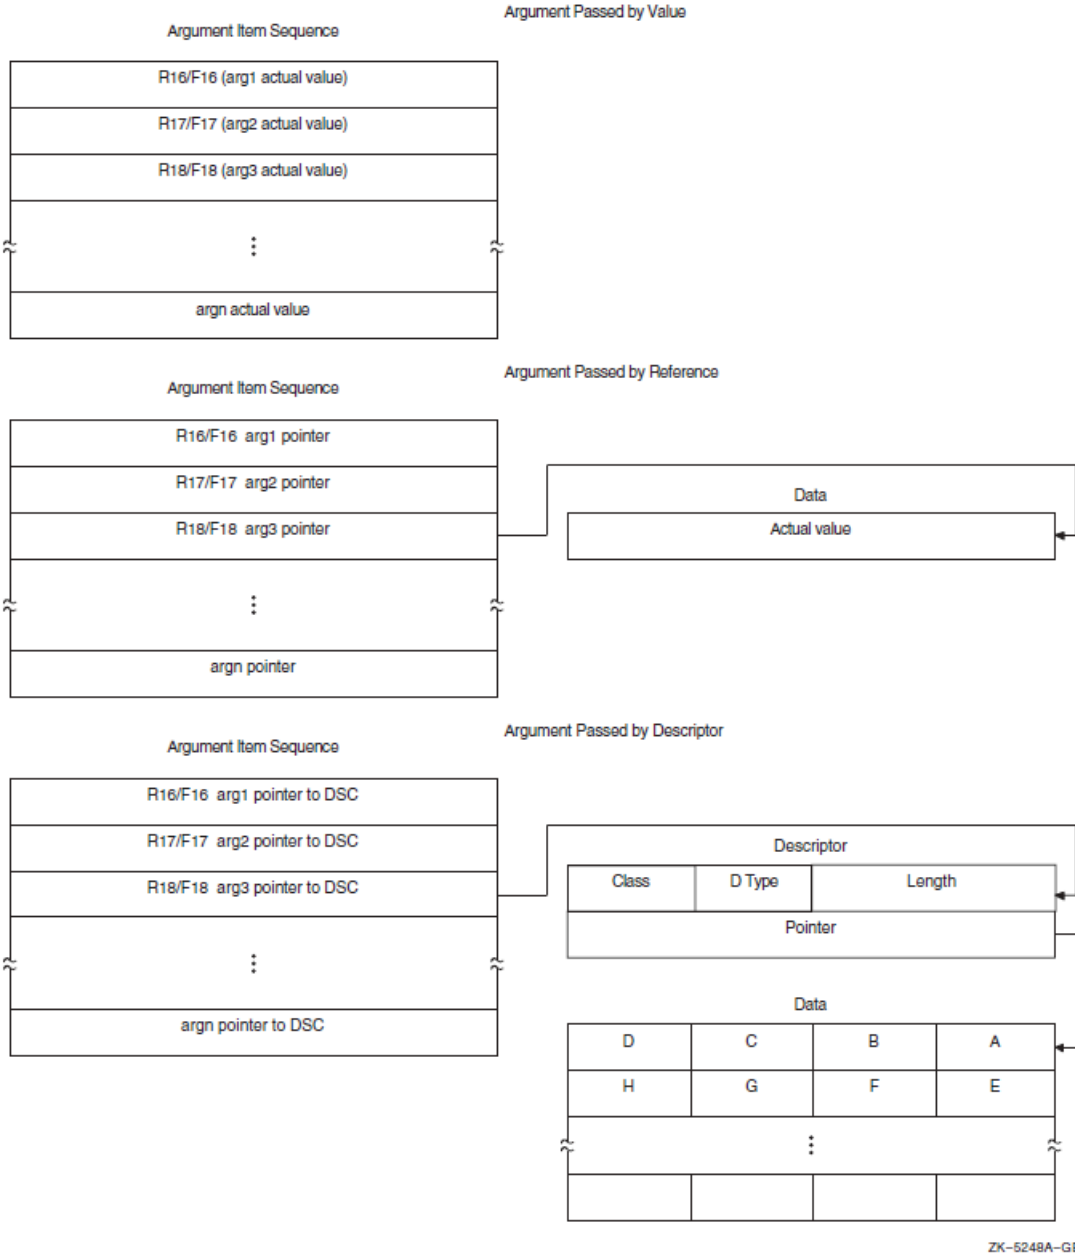 Argument Passed by Value
Argument Item Sequence
R16/F16 (arg1 actual value)
R17/F17 (arg2 actual value)
R18/F18 (arg3 actual value)
argn actual value
Argument Passed by Reference
Argument Item Sequence
R16/F16 arg1 pointer
R17/F17 arg2 pointer
R18/F18 arg3 pointer
argn pointer
Data
Actual value
Argument Passed by Descriptor
Argument Item Sequence
R16/F16 arg1 pointer to DSC
R17/F17 arg2 pointer to DSC
R18/F18 arg3 pointer to DSC
argn pointer to DSC
Descriptor
Class D Type Length
Pointer
Data
D C B A
H G F E
ZK-5248A-GE